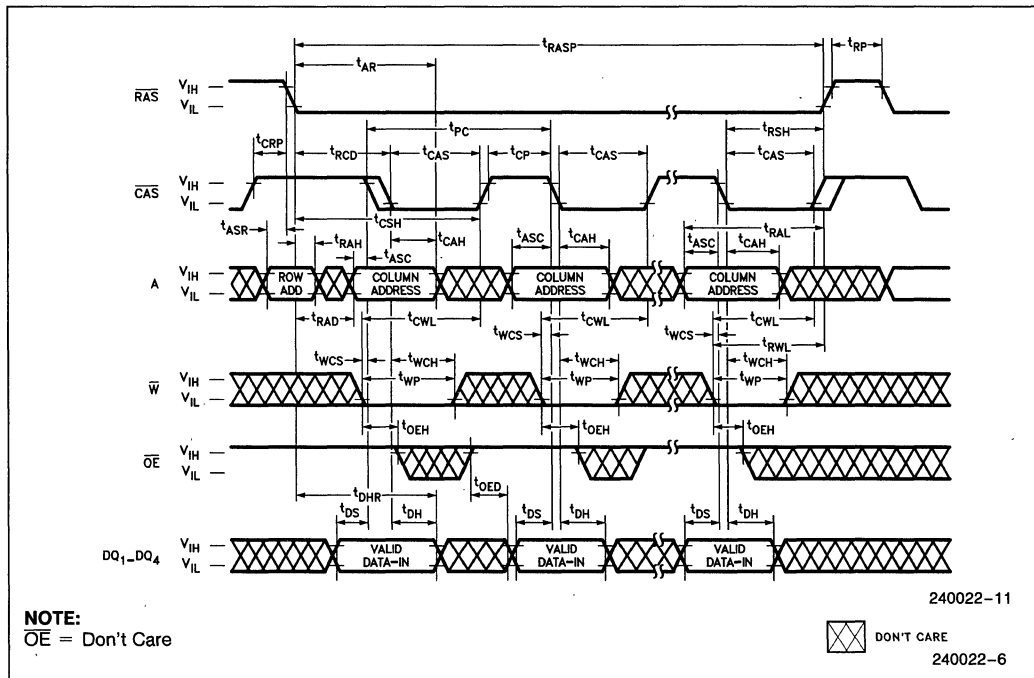 tRASP
tRP
tAR
RAS VIH
VIL
tPC
tRSH
tCRP
tRCD
tCAS
tCP
tCAS
tCAS
CAS VIH
VIL
tCSH
tRAL
tASR
tRAH
tASC
tCAH
tASC
tCAH
tASC
tCAH
A VIH
VIL
ROW ADD
COLUMN ADDRESS
COLUMN ADDRESS
COLUMN ADDRESS
tRAD
tCWL
tCWL
tCWL
tWCS
tWCS
tRWL
tWCS
tWCH
tWCH
tWCH
tWP
tWP
tWP
W VIH
VIL
tOEH
tOEH
tOEH
OE VIH
VIL
tOED
tDHR
tDS
tDH
tDS
tDH
tDS
tDH
DQ1–DQ4 VIH
VIL
VALID DATA-IN
VALID DATA-IN
VALID DATA-IN
240022–11
NOTE:
OE = Don't Care
DON'T CARE
240022–6